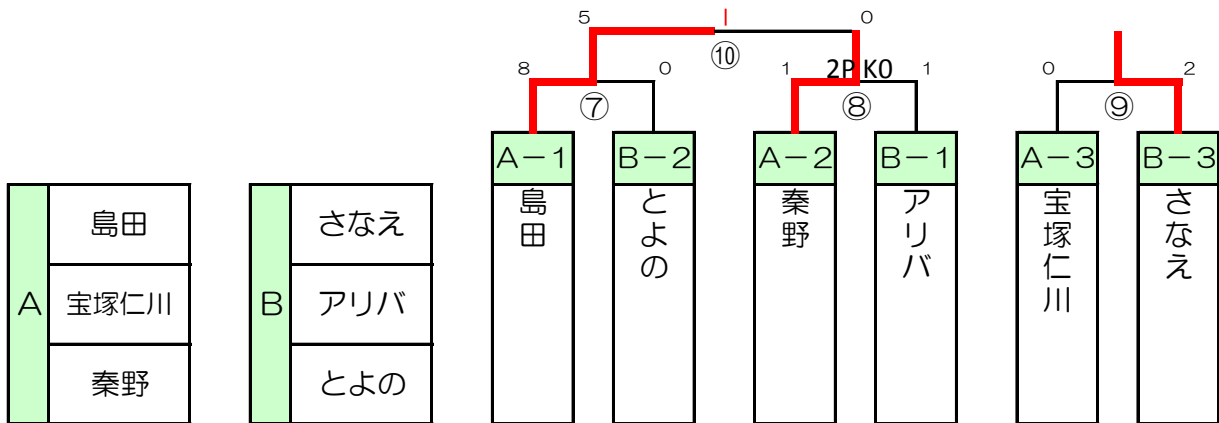 5
0
⑩
8
0
1
2P K0
1
0
2
⑦
⑧
⑨
A-1
B-2
A-2
B-1
A-3
B-3
島田
とよの
秦野
アリバ
宝塚仁川
さなえ
A
島田
宝塚仁川
秦野
B
さなえ
アリバ
とよの